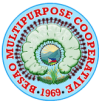 BESAO MULTIPURPOSE COOPERATIVE
★1969★